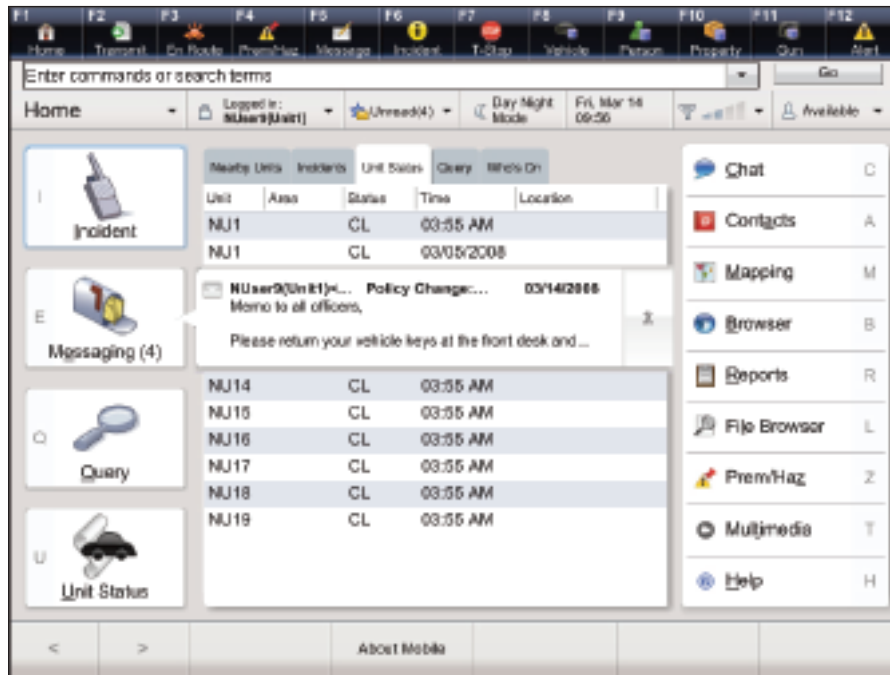 F1 F2 F3 F4 F5 F6 F7 F8 F9 F10 F11 F12
Home Transmit En Route Prem/Haz Message Incident T-Stop Vehicle Person Property Gun Alert
Enter commands or search terms Go
Home Logged in: NUser9(Unit1) Unread(4) Day Night Mode Fri, Mar 14 09:56 Available
Nearby Units Incidents Unit Status Query Who's On
Unit Area Status Time Location
NU1 CL 03:55 AM
NU1 CL 03/05/2008
I Incident
NUser9(Unit1)<... Policy Change:... 03/14/2008
Memo to all officers,
Please return your vehicle keys at the front desk and ...
E Messaging (4)
NU14 CL 03:55 AM
NU15 CL 03:55 AM
NU16 CL 03:55 AM
NU17 CL 03:55 AM
NU18 CL 03:55 AM
NU19 CL 03:55 AM
Q Query
U Unit Status
Chat C
Contacts A
Mapping M
Browser B
Reports R
File Browser L
Prem/Haz Z
Multimedia T
Help H
< > About Mobile